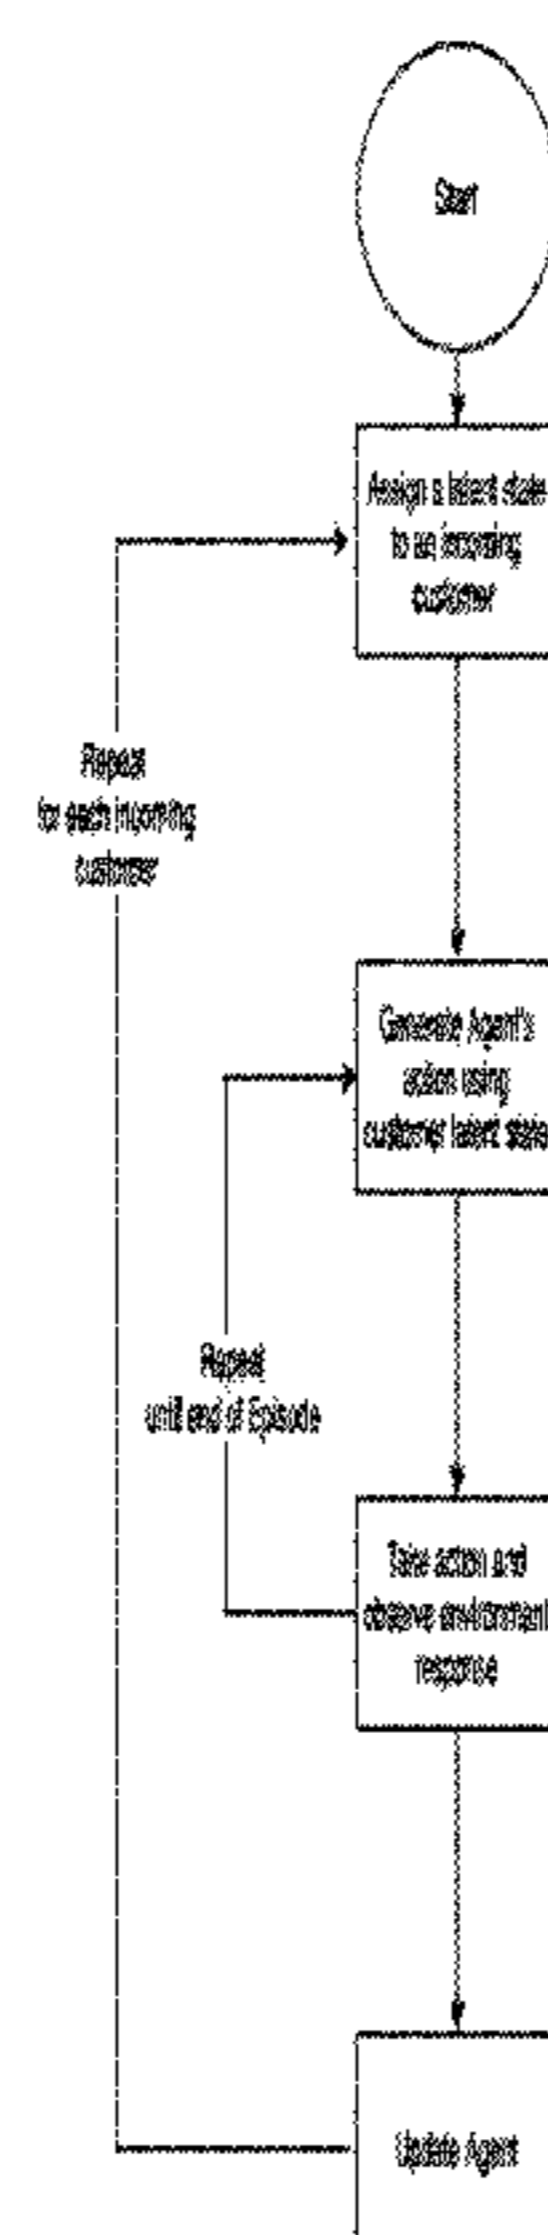 Start
Assign a latent state
to an incoming
customer
Repeat
for each incoming
customer
Generate Agent's
action using
customer latent state
Repeat
until end of Episode
Take action and
observe environment
response
Update Agent